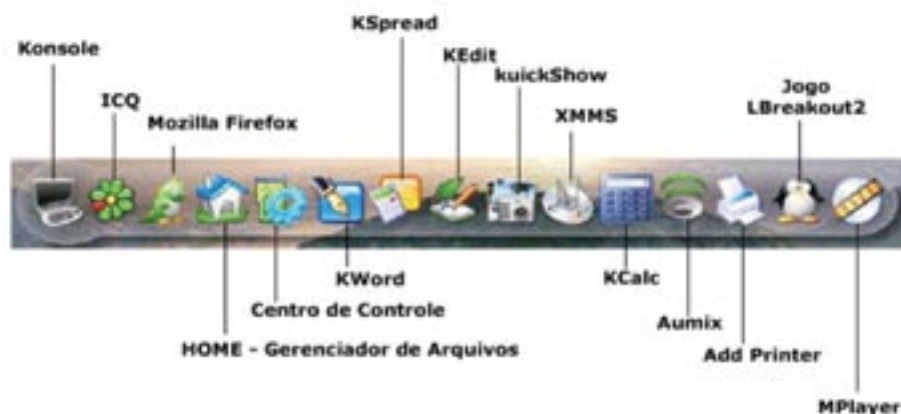 Konsole
ICQ
Mozilla Firefox
KSpread
KEdit
kuickShow
XMMS
Jogo
LBreakout2
KWord
Centro de Controle
HOME - Gerenciador de Arquivos
KCalc
Aumix
Add Printer
MPlayer